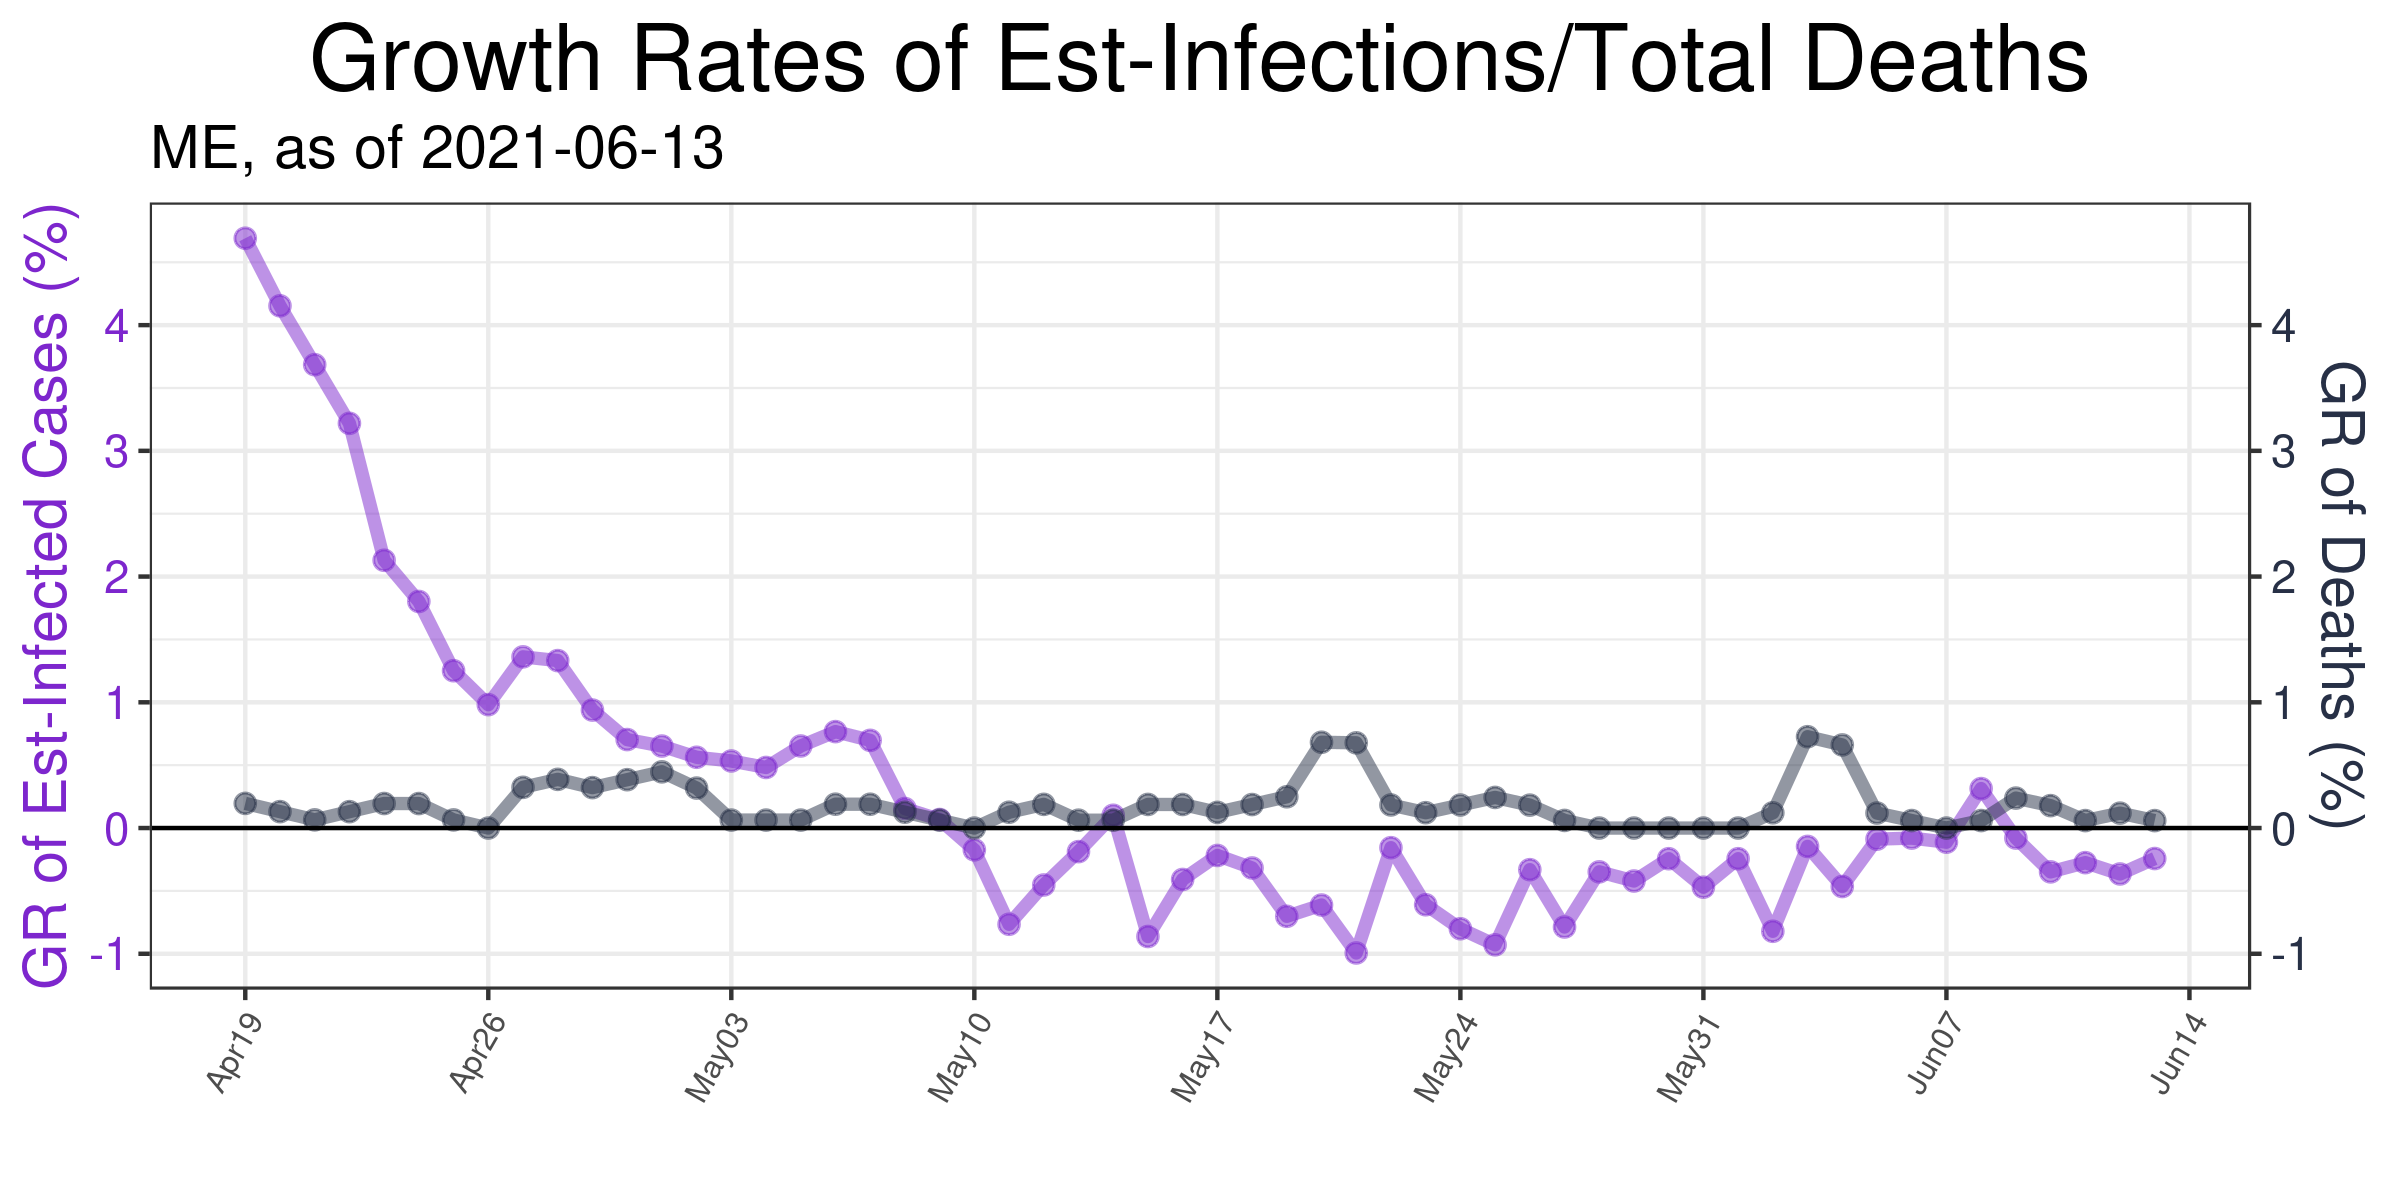 Growth Rates of Est-Infections/Total Deaths
ME, as of 2021-06-13
GR of Est-Infected Cases (%)
4
3
2
1
0
-1
4
3
2
1
0
-1
GR of Deaths (%)
Apr19
Apr26
May03
May10
May17
May24
May31
Jun07
Jun14